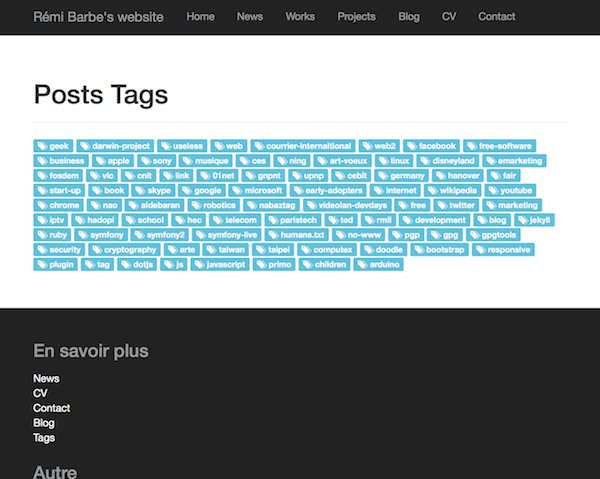 Rémi Barbe's website Home News Works Projects Blog CV Contact
Posts Tags
geek darwin-project useless web courrier-internaitional web2 facebook free-software
business apple sony musique ces ning art-voeux linux disneyland emarketing
fosdem vlc cnit link 01net gnpnt upnp cebit germany hanover fair
start-up book skype google microsoft early-adopters internet wikipedia youtube
chrome nao aldebaran robotics nabaztag videolan-devdays free twitter marketing
iptv hadopi school hec telecom paristech ted rmll development blog jekyll
ruby symfony symfony2 symfony-live humans.txt no-www pgp gpg gpgtools
security cryptography arte taiwan taipei computex doodle bootstrap responsive
plugin tag dotjs js javascript primo children arduino
En savoir plus
News
CV
Contact
Blog
Tags
Autre